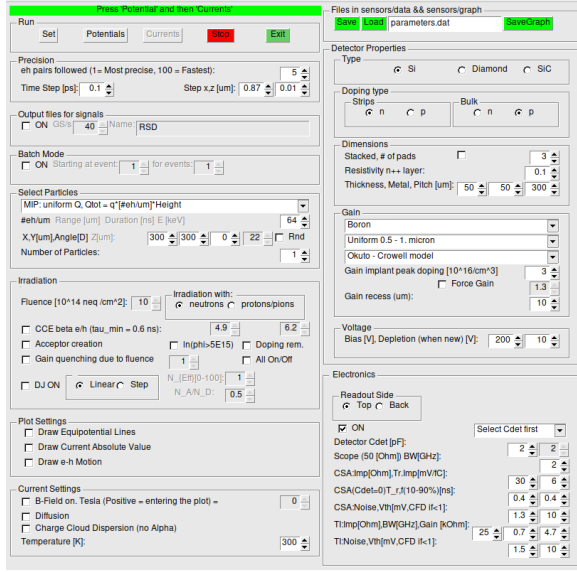 Press 'Potential' and then 'Currents'
Run
Set Potentials Currents Stop Exit
Precision
eh pairs followed (1= Most precise, 100 = Fastest): 5
Time Step [ps]: 0.1 Step x,z [um]: 0.87 0.01
Output files for signals
ON GS/s: 40 Name: RSD
Batch Mode
ON Starting at event: 1 for events: 1
Select Particles
MIP: uniform Q, Qtot = q*[#eh/um]*Height
#eh/um Range [um] Duration [ns] E [keV] 64
X,Y[um],Angle[D] Z[um]: 300 300 0 22 Rnd
Number of Particles: 1
Irradiation
Fluence [10^14 neq /cm^2]: 10
Irradiation with:
neutrons protons/pions
CCE beta e/h (tau_min = 0.6 ns): 4.9 6.2
Acceptor creation ln(phi>5E15) Doping rem.
Gain quenching due to fluence 1 All On/Off
DJ ON Linear Step
N_{Eff}[0-100]: 1
N_A/N_D: 0.5
Plot Settings
Draw Equipotential Lines
Draw Current Absolute Value
Draw e-h Motion
Current Settings
B-Field on. Tesla (Positive = entering the plot) = 0
Diffusion
Charge Cloud Dispersion (no Alpha)
Temperature [K]: 300
Files in sensors/data && sensors/graph
Save Load parameters.dat SaveGraph
Detector Properties
Type
Si Diamond SiC
Doping type
Strips Bulk
n p n p
Dimensions
Stacked, # of pads 3
Resistivity n++ layer: 0.1
Thickness, Metal, Pitch [um]: 50 50 300
Gain
Boron
Uniform 0.5 - 1. micron
Okuto - Crowell model
Gain implant peak doping [10^16/cm^3] 3
Force Gain 1.3
Gain recess (um): 10
Voltage
Bias [V], Depletion (when new) [V]: 200 10
Electronics
Readout Side
Top Back
ON Select Cdet first
Detector Cdet [pF]: 2 2
Scope (50 [Ohm]) BW[GHz]: 2
CSA:Imp[Ohm],Tr.Imp[mV/fC]: 30 6
CSA(Cdet=0)T_r,f(10-90%)[ns]: 0.4 0.4
CSA:Noise,Vth[mV,CFD if<1]: 1.3 10
TI:Imp[Ohm],BW[GHz],Gain [kOhm]: 25 0.7 4.7
TI:Noise,Vth[mV,CFD if<1]: 1.5 10